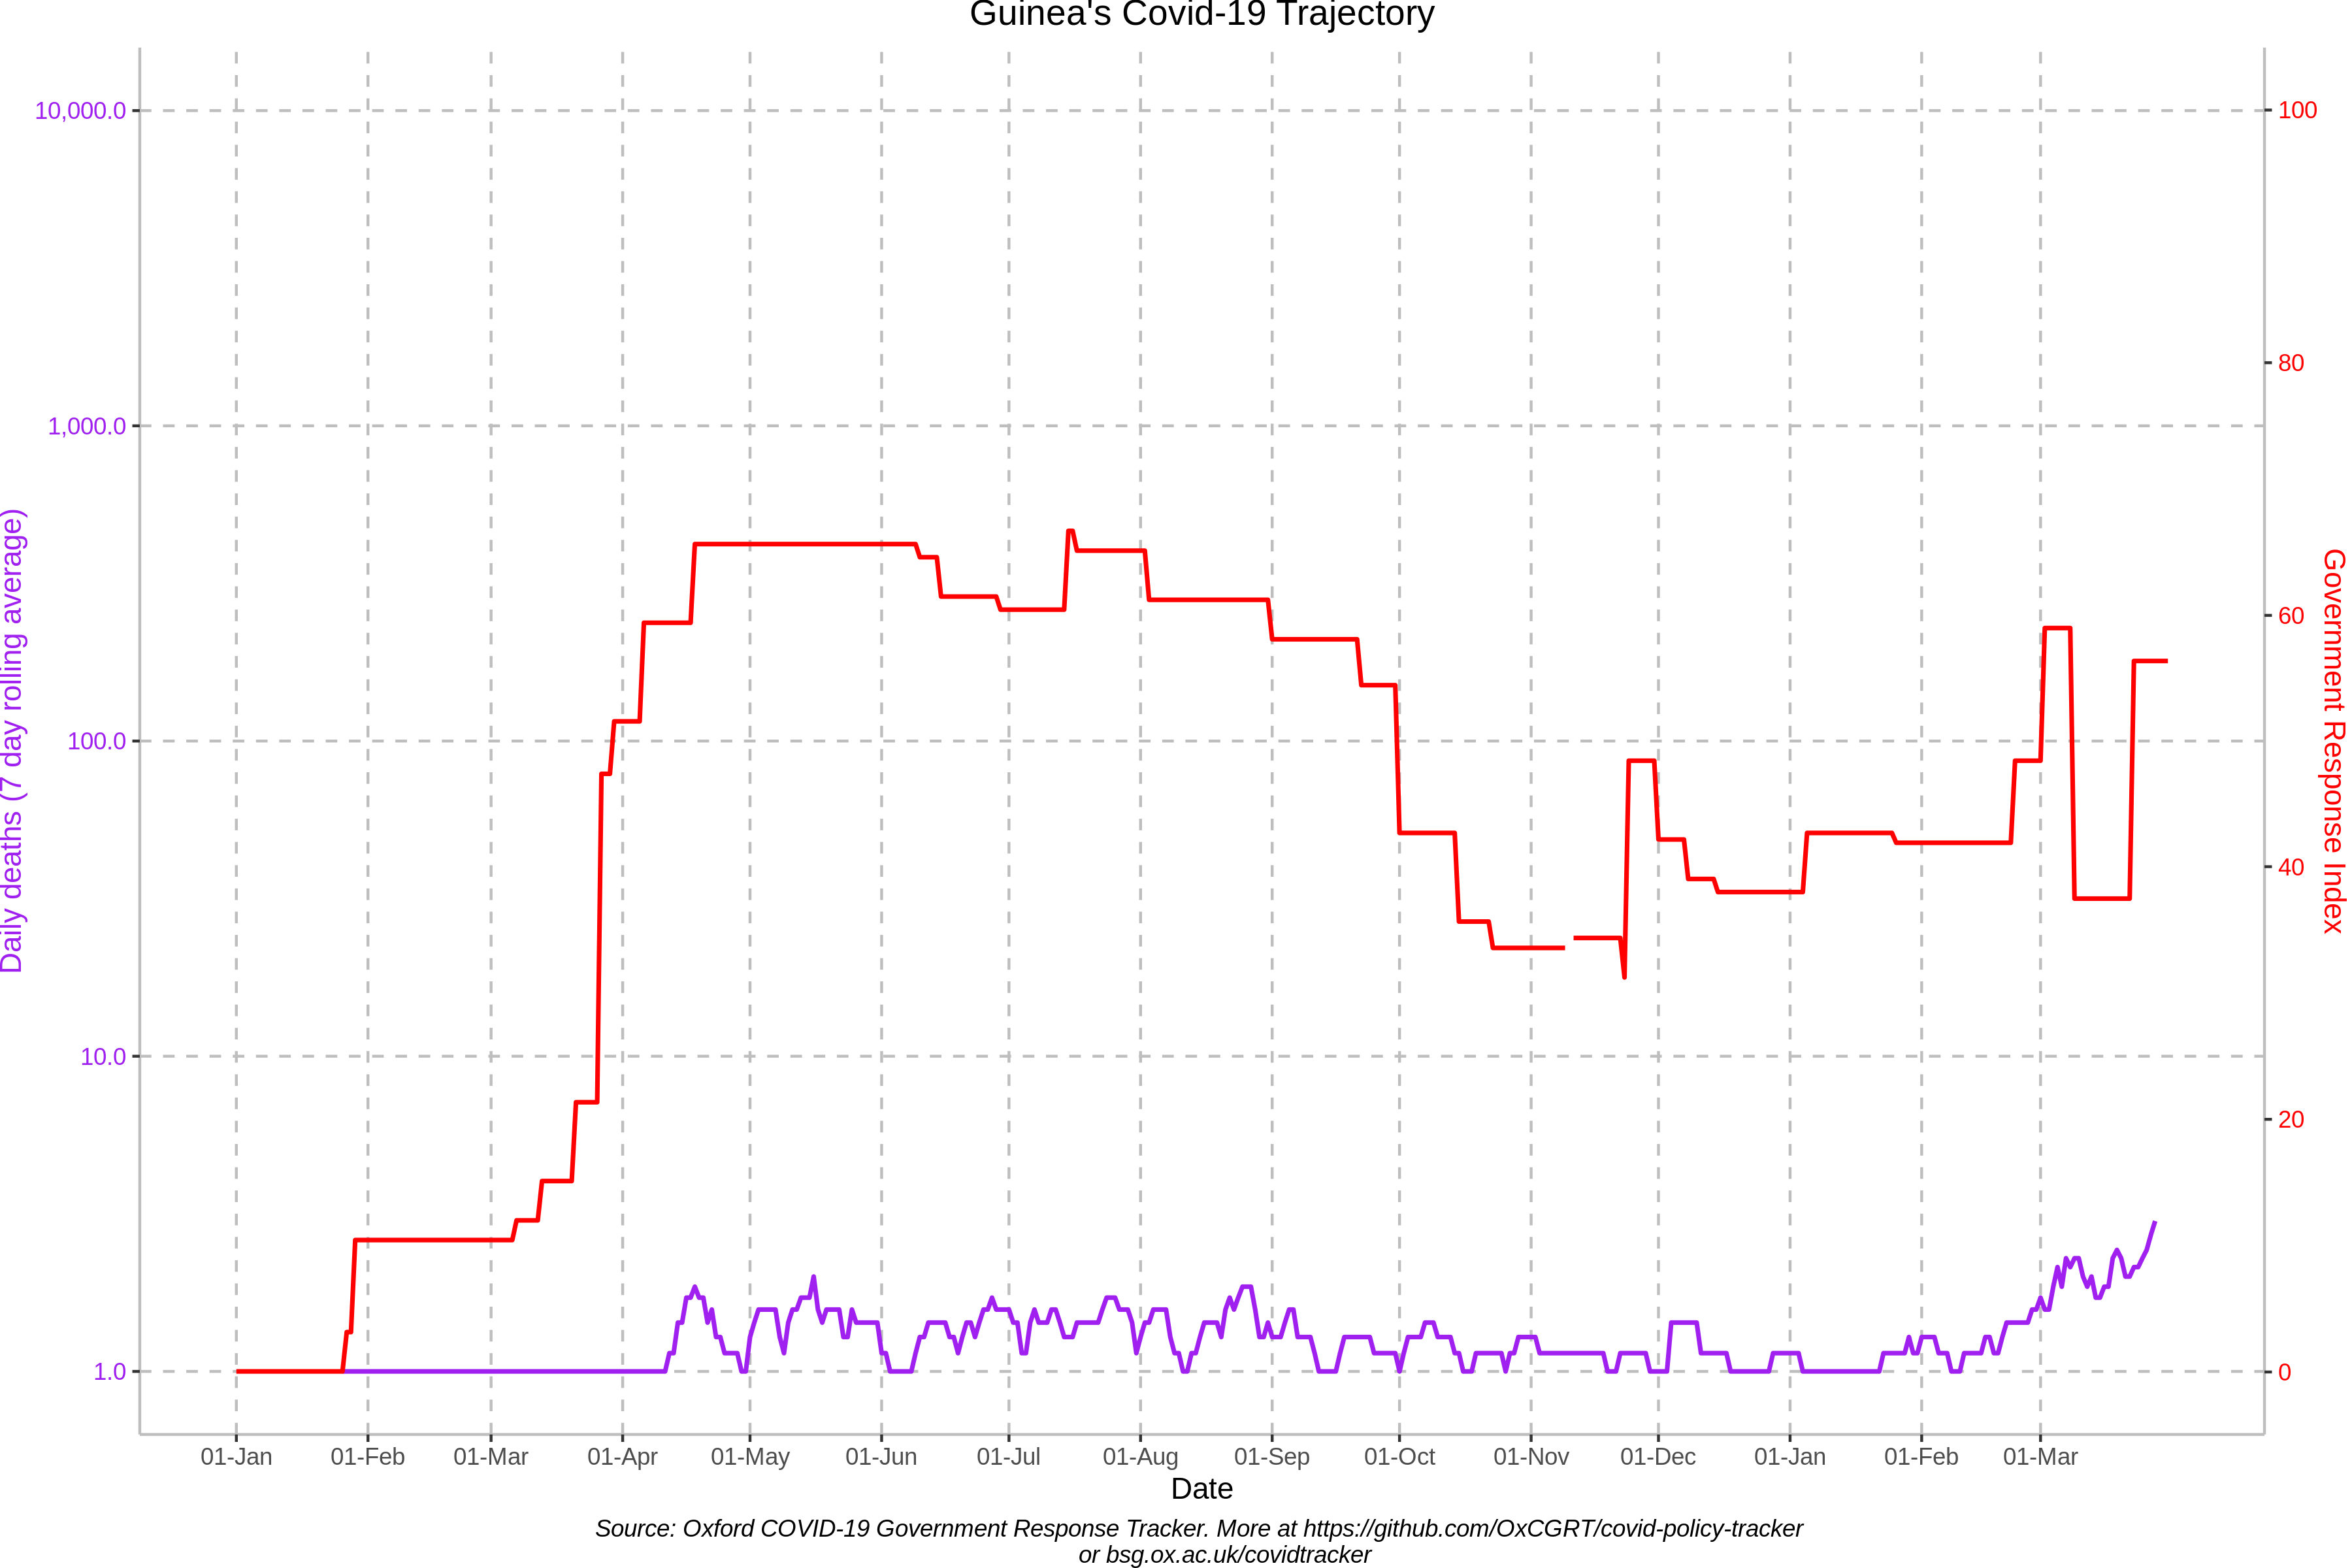 Guinea's Covid-19 Trajectory
10,000.0
1,000.0
100.0
10.0
1.0
Daily deaths (7 day rolling average)
100
80
60
40
20
0
Government Response Index
01-Jan 01-Feb 01-Mar 01-Apr 01-May 01-Jun 01-Jul 01-Aug 01-Sep 01-Oct 01-Nov 01-Dec 01-Jan 01-Feb 01-Mar
Date
Source: Oxford COVID-19 Government Response Tracker. More at https://github.com/OxCGRT/covid-policy-tracker
or bsg.ox.ac.uk/covidtracker